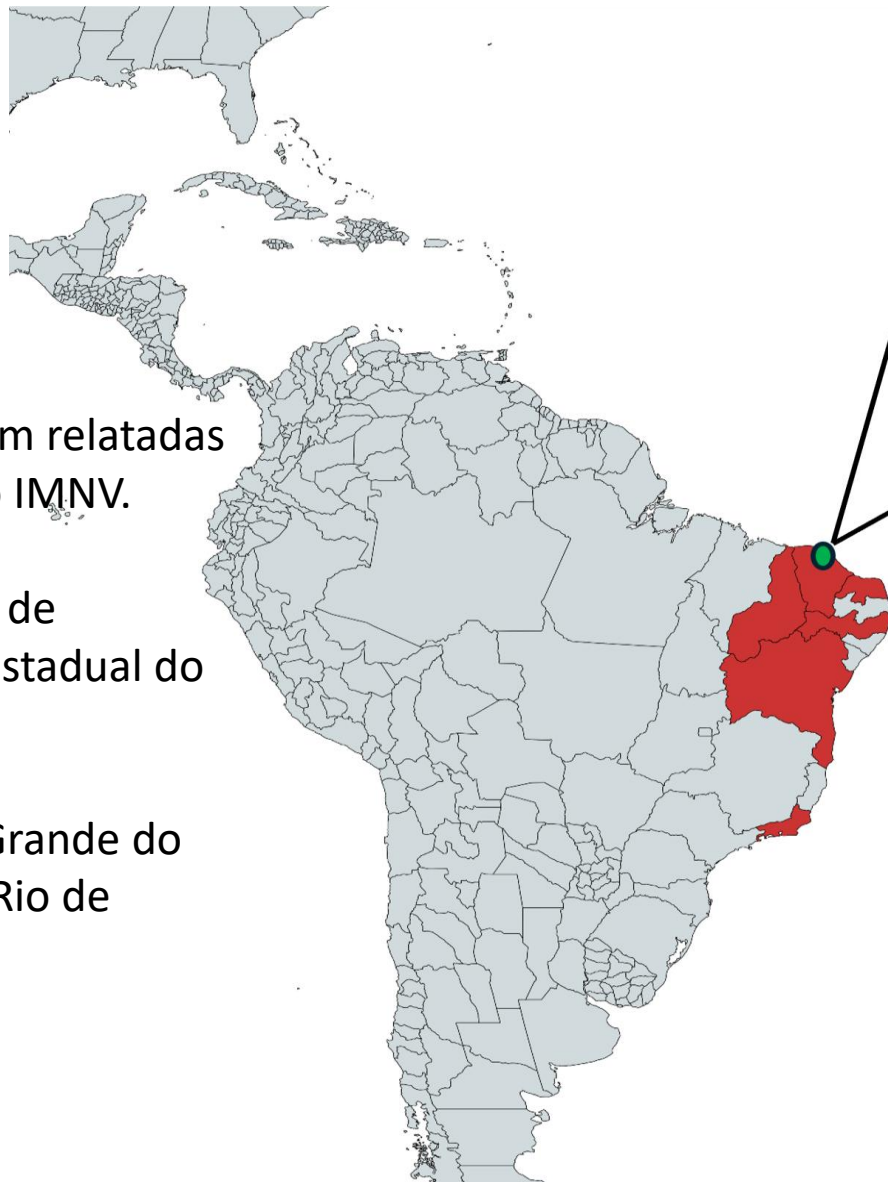 m relatadas
o IMNV.
de
stadual do
Grande do
Rio de